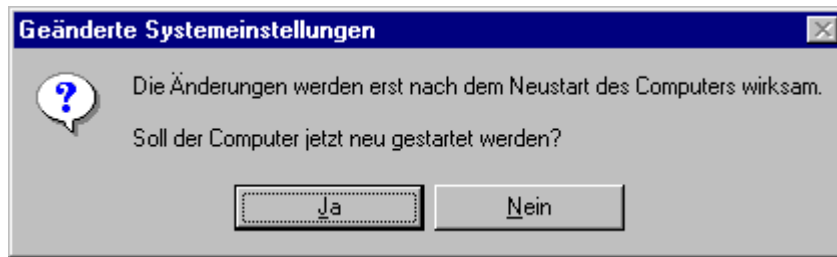 Geänderte Systemeinstellungen
Die Änderungen werden erst nach dem Neustart des Computers wirksam.
Soll der Computer jetzt neu gestartet werden?
Ja Nein